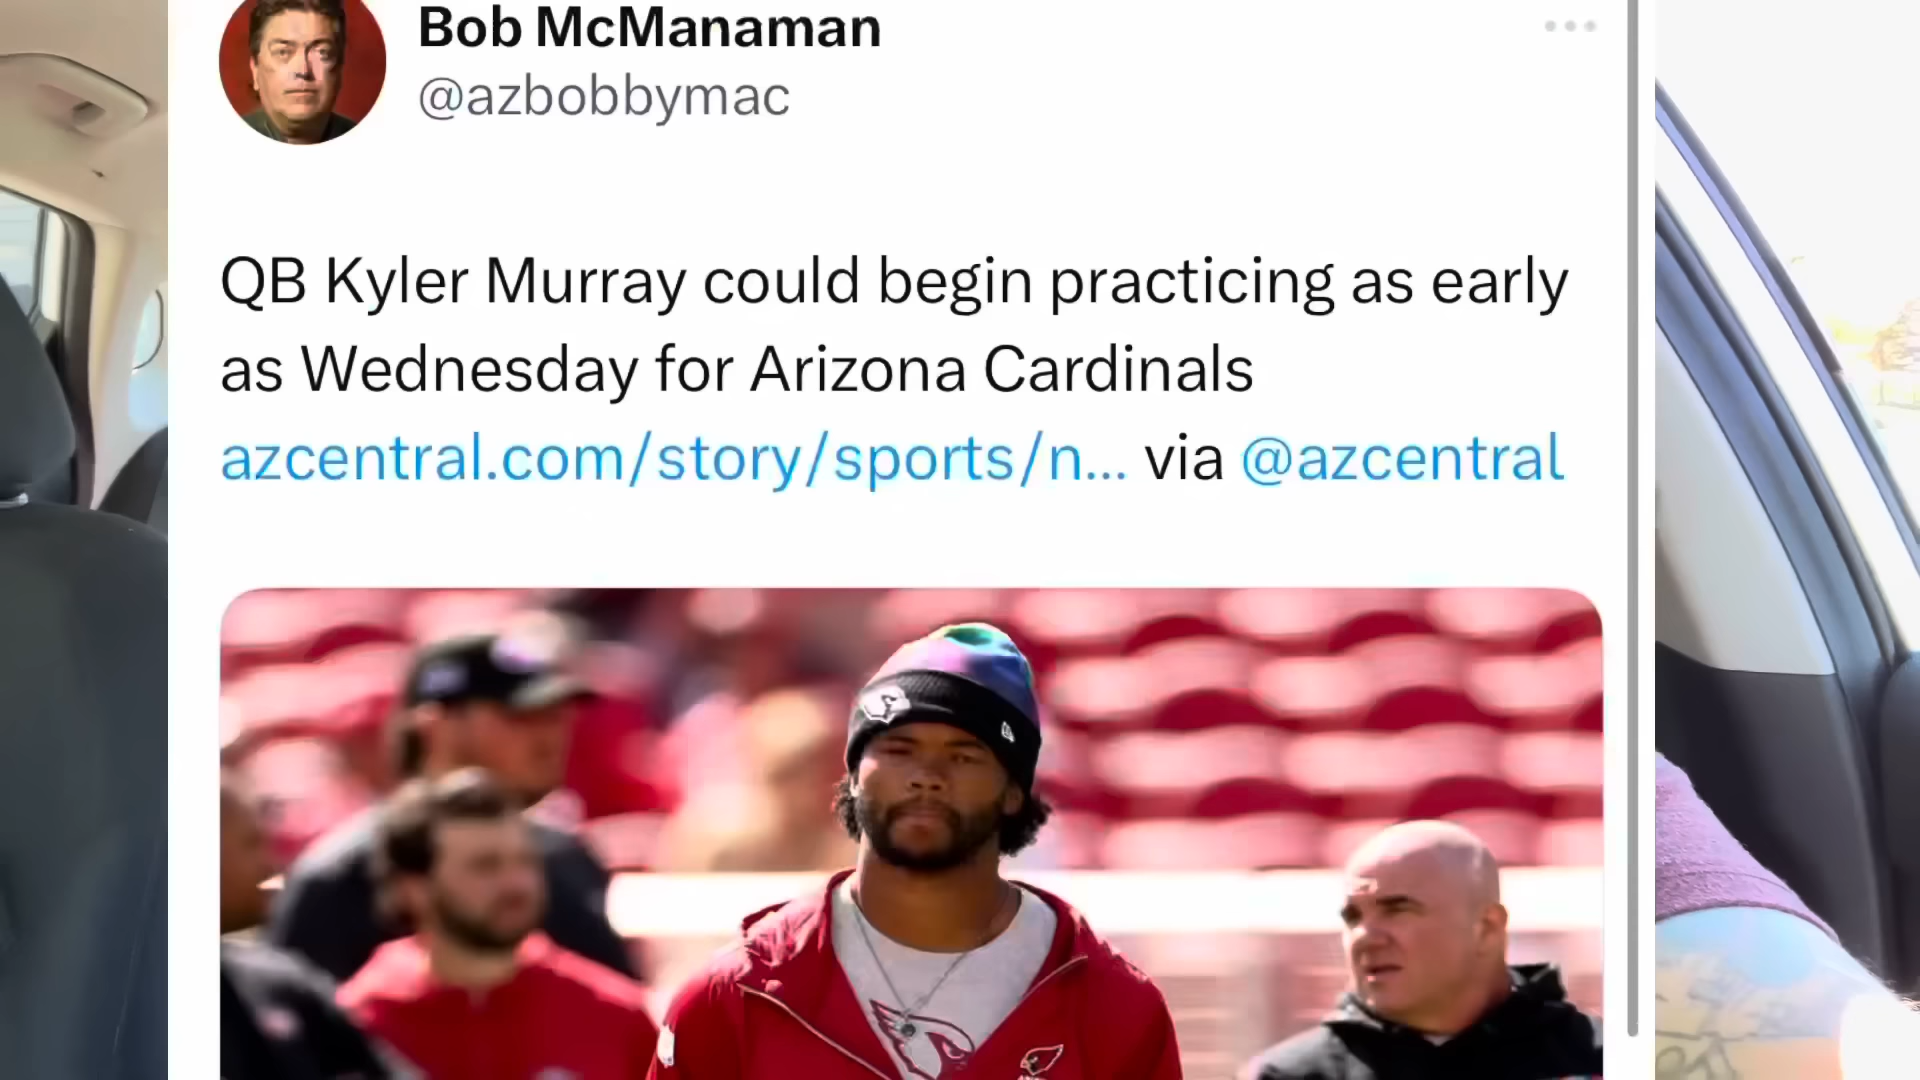 Bob McManaman
@azbobbymac
QB Kyler Murray could begin practicing as early
as Wednesday for Arizona Cardinals
azcentral.com/story/sports/n... via @azcentral